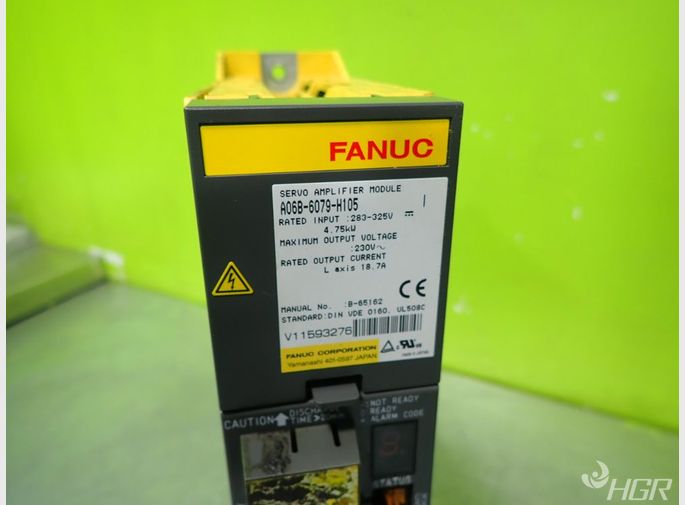 FANUC
SERVO AMPLIFIER MODULE
A06B-6079-H105 I
RATED INPUT :283-325V
4.75kW
MAXIMUM OUTPUT VOLTAGE
:230V~
RATED OUTPUT CURRENT
L axis 18.7A
MANUAL No. :B-65162
STANDARD:DIN VDE 0160, UL508C
CE
V11593276
FANUC CORPORATION
Yamanashi 401-0597 JAPAN
CAUTION
TIME>
NOT READY
READY
ALARM CODE
STATUS
HGR